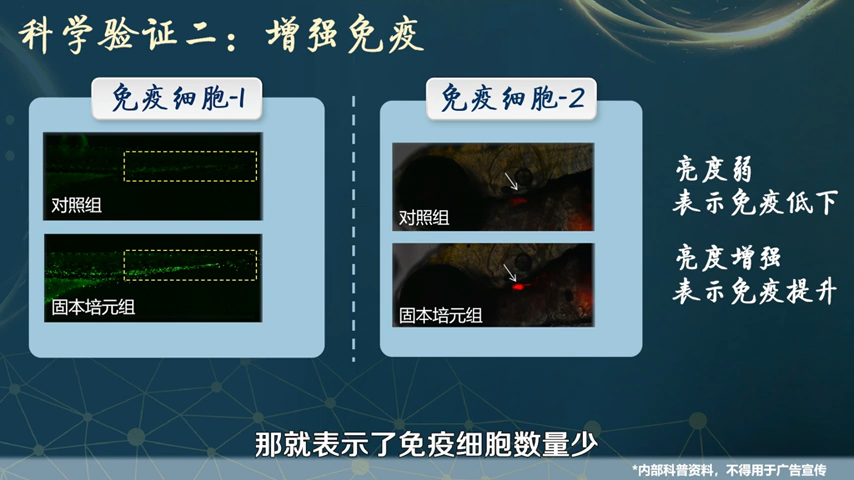 科学验证二：增强免疫
免疫细胞-1
对照组
固本培元组
免疫细胞-2
对照组
固本培元组
亮度弱
表示免疫低下
亮度增强
表示免疫提升
那就表示了免疫细胞数量少
*内部科普资料，不得用于广告宣传